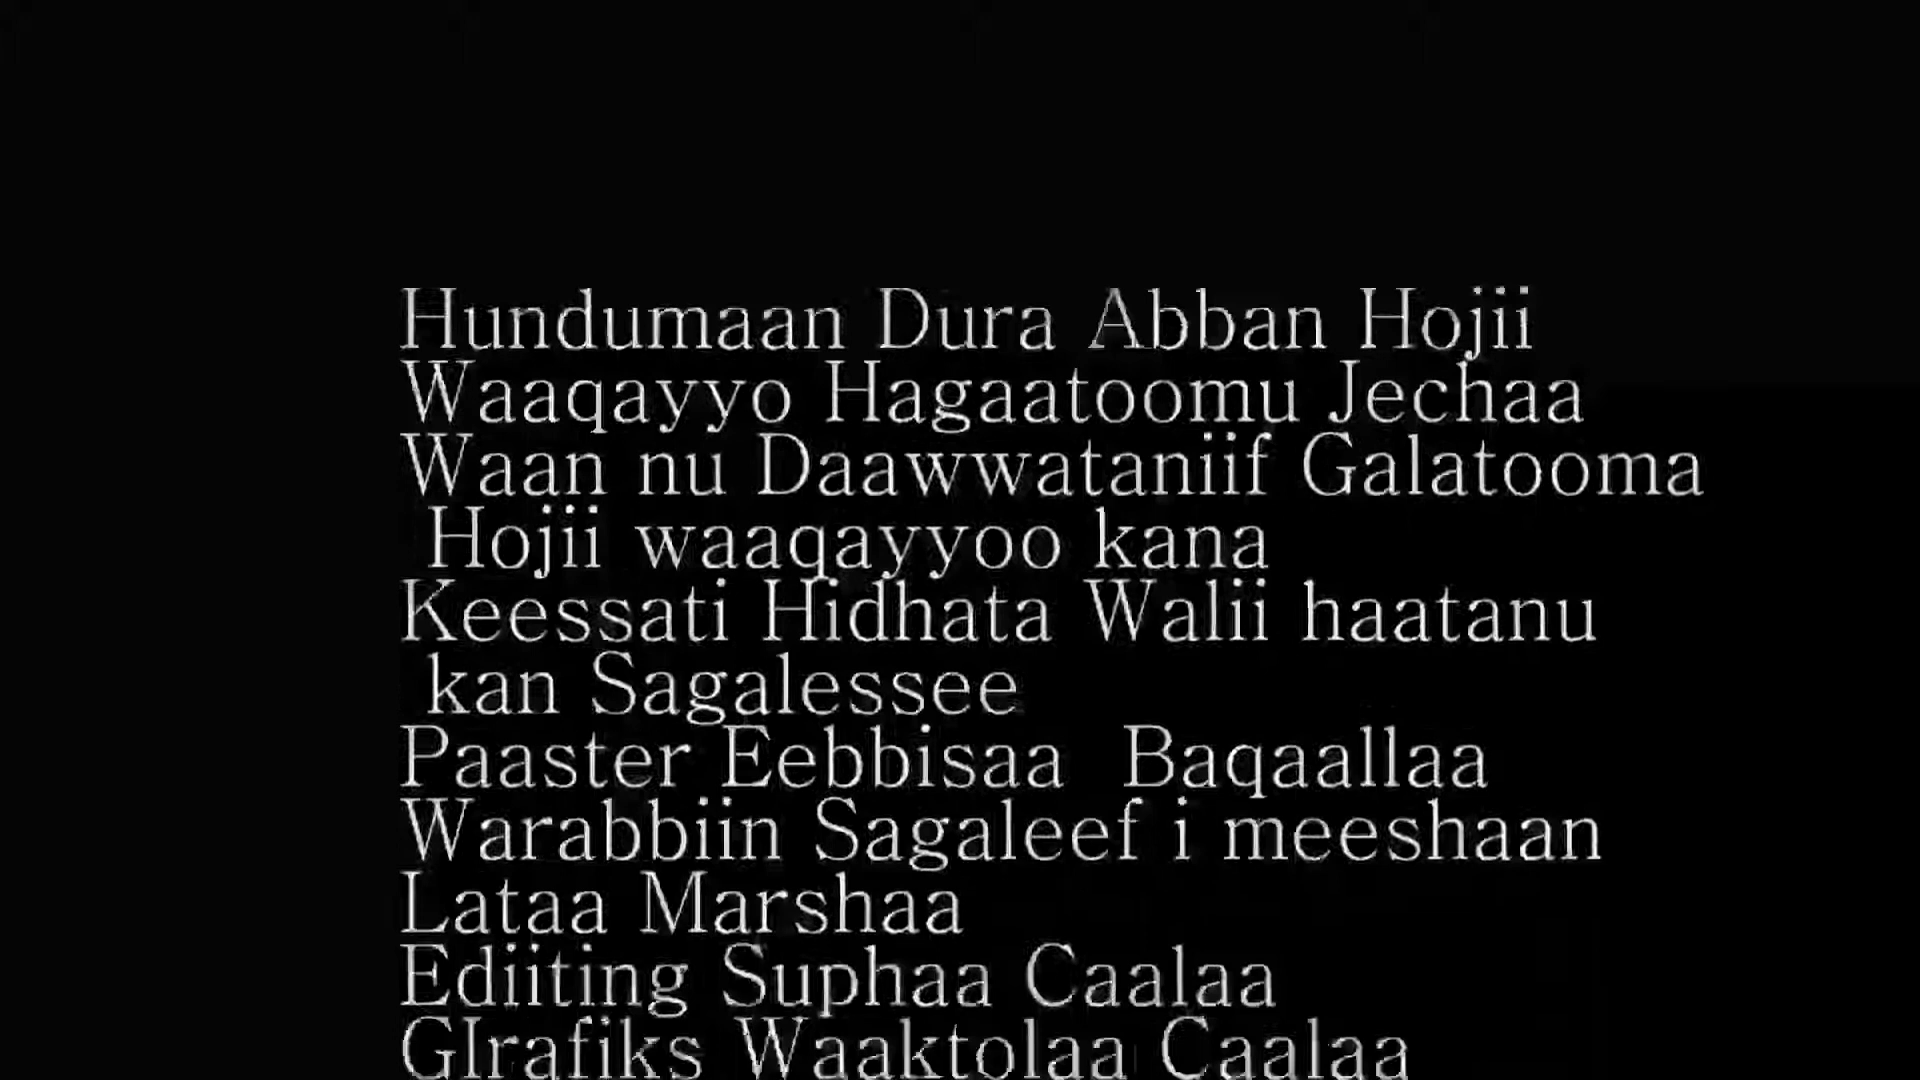 Hundumaan Dura Abban Hojii
Waaqayyo Hagaatoomu Jechaa
Waan nu Daawwataniif Galatooma
Hojii waaqayyoo kana
Keessati Hidhata Walii haatanu
kan Sagalessee
Paaster Eebbisaa Baqaallaa
Warabbiin Sagaleef i meeshaan
Lataa Marshaa
Ediiting Suphaa Caalaa
GIrafiks Waaktolaa Caalaa